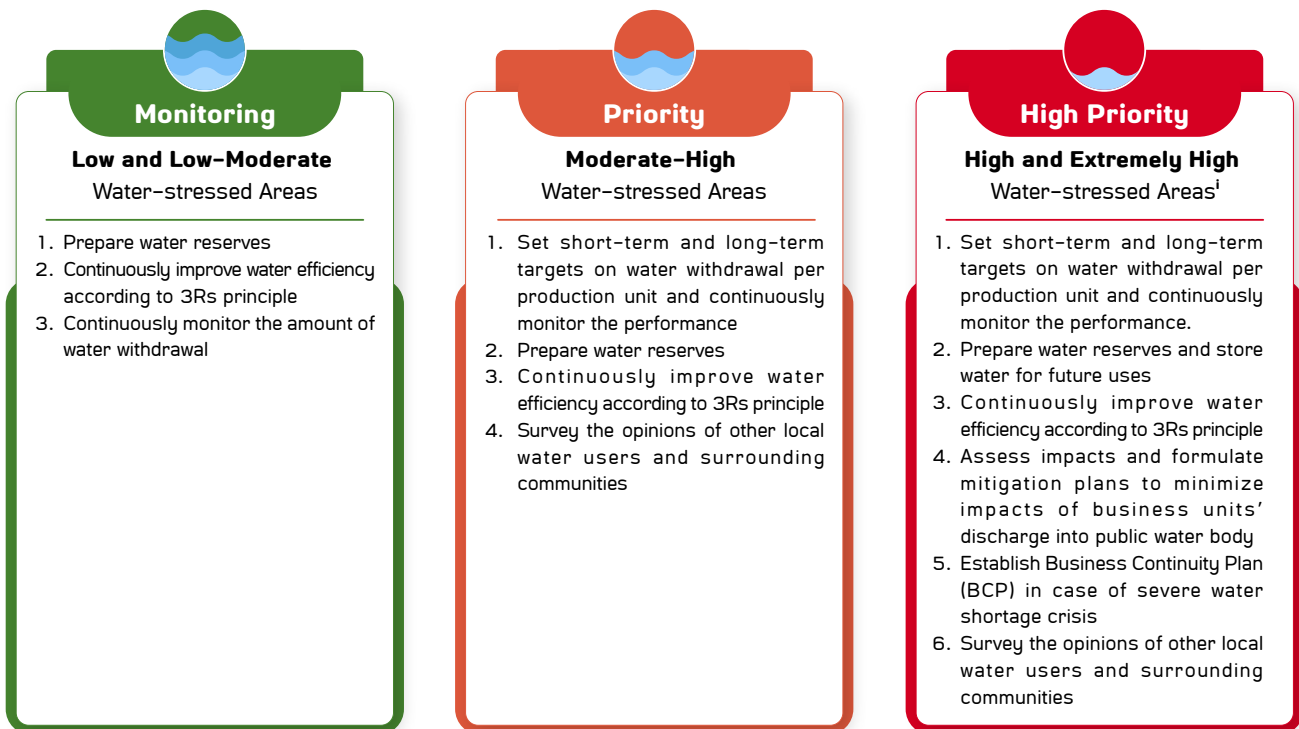 Monitoring
Low and Low-Moderate
Water-stressed Areas
1. Prepare water reserves
2. Continuously improve water efficiency
according to 3Rs principle
3. Continuously monitor the amount of
water withdrawal
Priority
Moderate-High
Water-stressed Areas
1. Set short-term and long-term
targets on water withdrawal per
production unit and continuously
monitor the performance
2. Prepare water reserves
3. Continuously improve water
efficiency according to 3Rs principle
4. Survey the opinions of other local
water users and surrounding
communities
High Priority
High and Extremely High
Water-stressed Areasⁱ
1. Set short-term and long-term
targets on water withdrawal per
production unit and continuously
monitor the performance.
2. Prepare water reserves and store
water for future uses
3. Continuously improve water
efficiency according to 3Rs principle
4. Assess impacts and formulate
mitigation plans to minimize
impacts of business units’
discharge into public water body
5. Establish Business Continuity Plan
(BCP) in case of severe water
shortage crisis
6. Survey the opinions of other local
water users and surrounding
communities